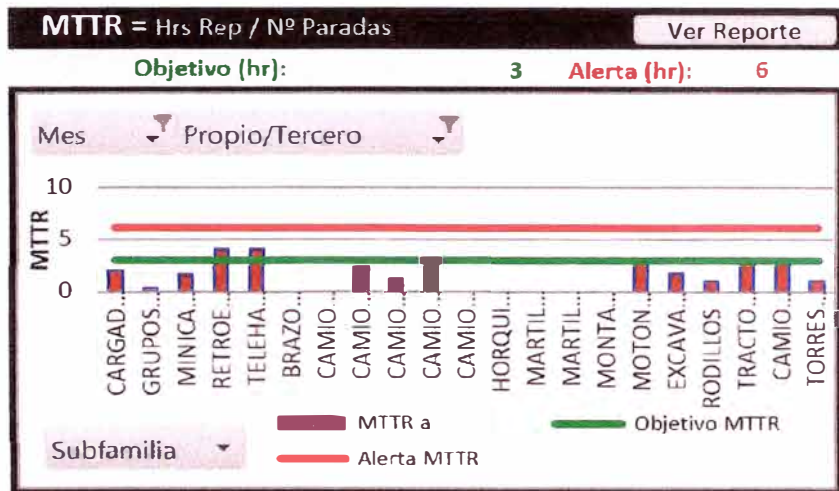 MTTR = Hrs Rep / Nº Paradas
Ver Reporte
Objetivo (hr): 3 Alerta (hr): 6
Mes Propio/Tercero
10
5
0
MTTR
CARGAD...
GRUPOS...
MINICA...
RETROE...
TELEHA...
BRAZO...
CAMIO...
CAMIO...
CAMIO...
CAMIO...
CAMIO...
HORQUI...
MARTIL...
MARTIL...
MONTA...
MOTON...
EXCAVA...
RODILLOS
TRACTO...
CAMIO...
TORRES...
MTTR a
Objetivo MTTR
Alerta MTTR
Subfamilia